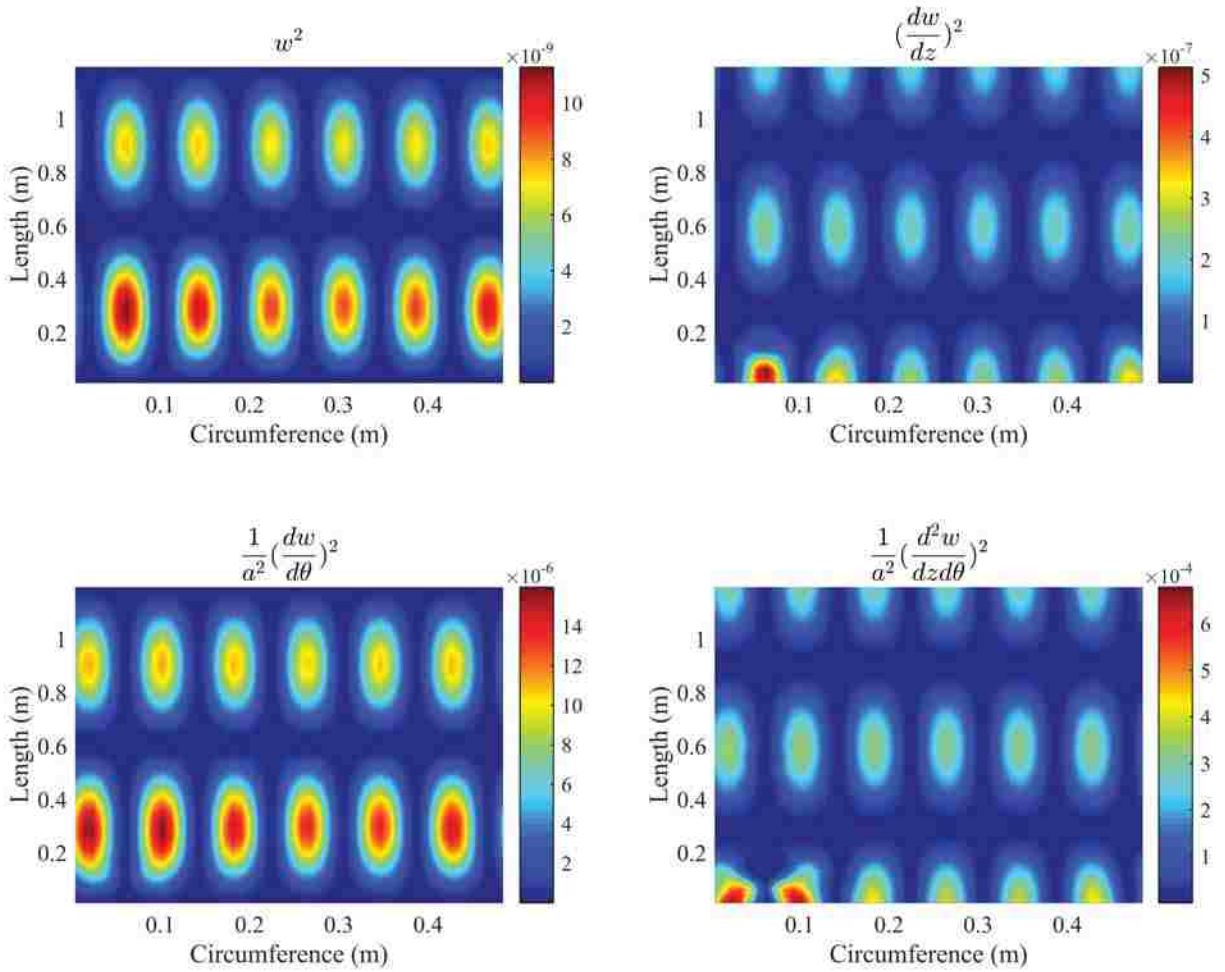 w²
×10⁻⁹
Length (m)
1
0.8
0.6
0.4
0.2
0.1 0.2 0.3 0.4
Circumference (m)
10
8
6
4
2
(dw/dz)²
×10⁻⁷
Length (m)
1
0.8
0.6
0.4
0.2
0.1 0.2 0.3 0.4
Circumference (m)
5
4
3
2
1
1/a² (dw/dθ)²
×10⁻⁶
Length (m)
1
0.8
0.6
0.4
0.2
0.1 0.2 0.3 0.4
Circumference (m)
14
12
10
8
6
4
2
1/a² (d²w/dzdθ)²
×10⁻⁴
Length (m)
1
0.8
0.6
0.4
0.2
0.1 0.2 0.3 0.4
Circumference (m)
6
5
4
3
2
1